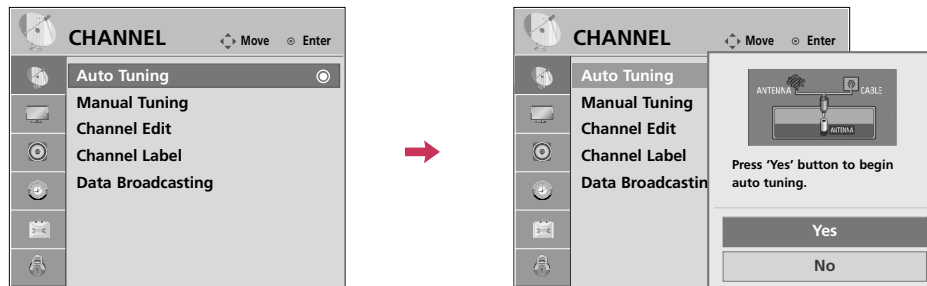 CHANNEL Move Enter
Auto Tuning
Manual Tuning
Channel Edit
Channel Label
Data Broadcasting
CHANNEL Move Enter
Auto Tuning
Manual Tuning
Channel Edit
Channel Label
Data Broadcastin
ANTENNA CABLE
ANTENNA
Press ‘Yes’ button to begin
auto tuning.
Yes
No